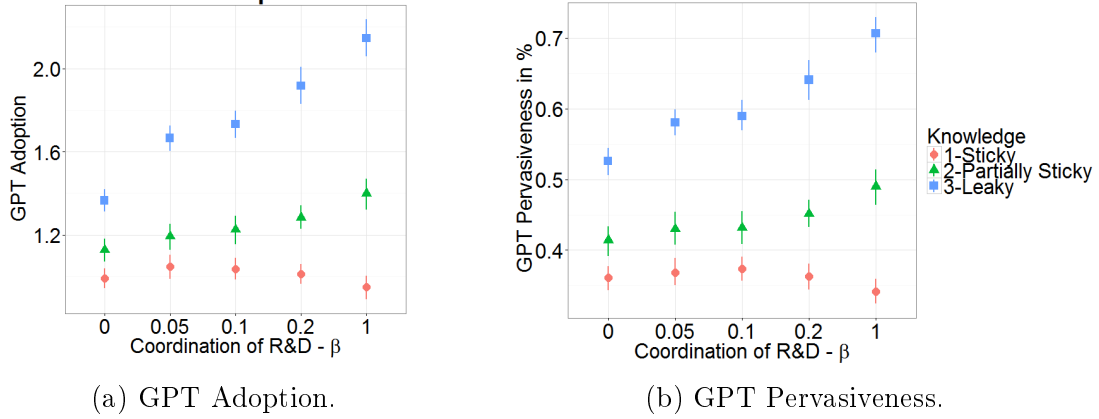 GPT Adoption
2.0
1.6
1.2
0 0.05 0.1 0.2 1
Coordination of R&D - β
(a) GPT Adoption.
GPT Pervasiveness in %
0.7
0.6
0.5
0.4
0 0.05 0.1 0.2 1
Coordination of R&D - β
(b) GPT Pervasiveness.
Knowledge
1-Sticky
2-Partially Sticky
3-Leaky